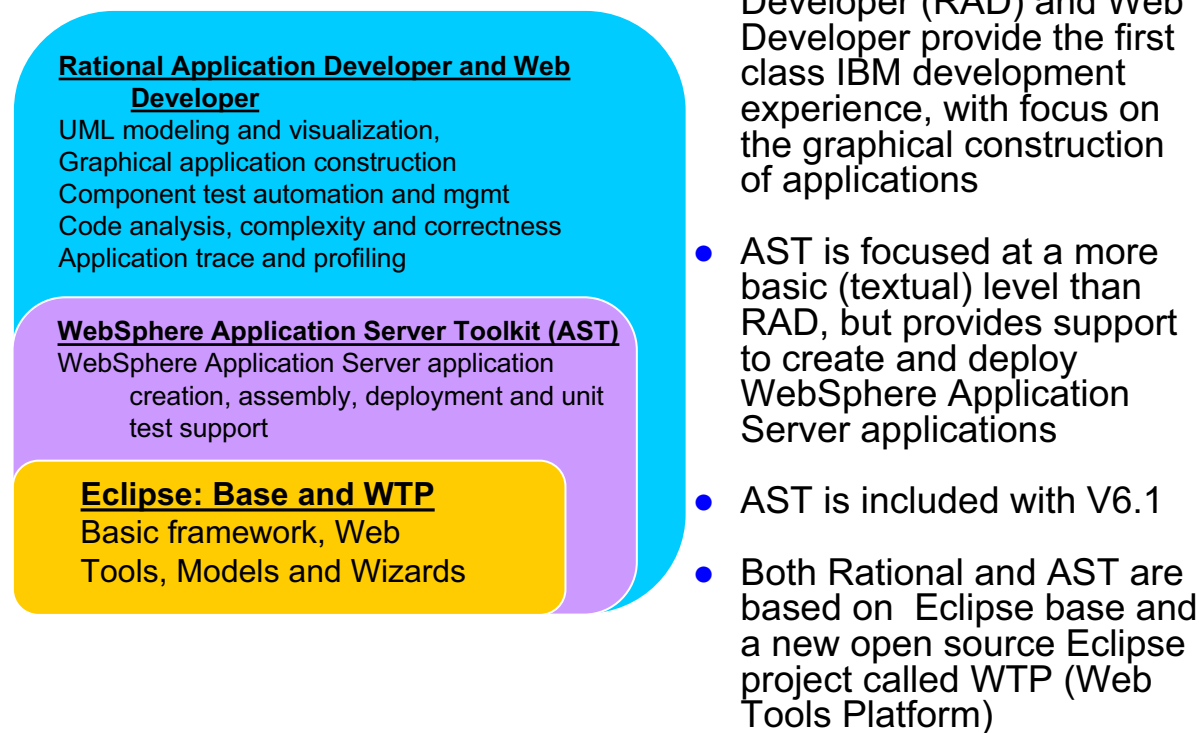 Rational Application Developer and Web
Developer
UML modeling and visualization,
Graphical application construction
Component test automation and mgmt
Code analysis, complexity and correctness
Application trace and profiling
WebSphere Application Server Toolkit (AST)
WebSphere Application Server application
creation, assembly, deployment and unit
test support
Eclipse: Base and WTP
Basic framework, Web
Tools, Models and Wizards
Developer (RAD) and Web
Developer provide the first
class IBM development
experience, with focus on
the graphical construction
of applications
● AST is focused at a more
basic (textual) level than
RAD, but provides support
to create and deploy
WebSphere Application
Server applications
● AST is included with V6.1
● Both Rational and AST are
based on Eclipse base and
a new open source Eclipse
project called WTP (Web
Tools Platform)